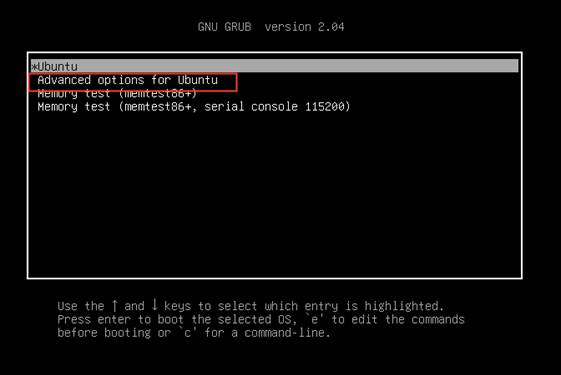 GNU GRUB  version 2.04
*Ubuntu
Advanced options for Ubuntu
Memory test (memtest86+)
Memory test (memtest86+, serial console 115200)
Use the ↑ and ↓ keys to select which entry is highlighted.
Press enter to boot the selected OS, `e' to edit the commands
before booting or `c' for a command-line.